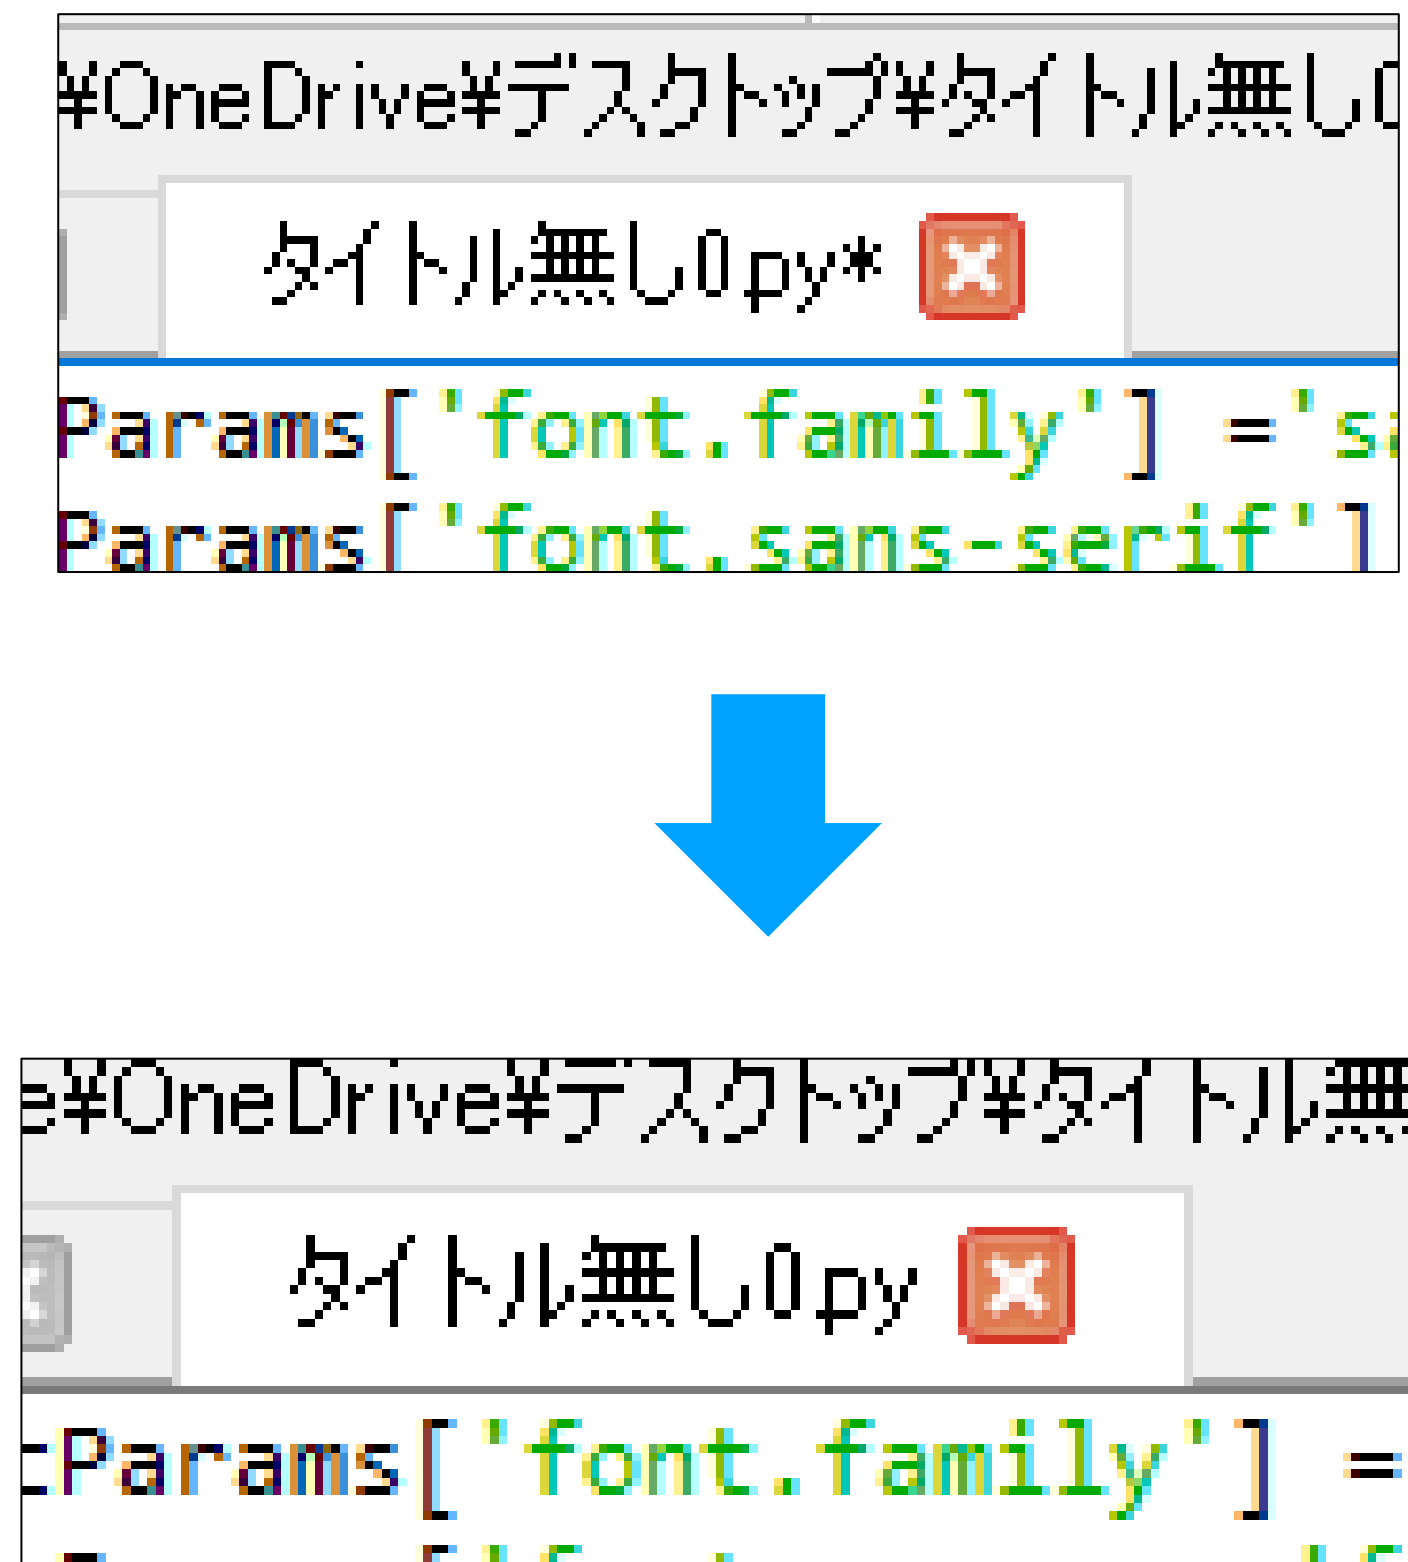 ¥OneDrive¥デスクトップ¥タイトル無し0
タイトル無し0.py*
Params['font.family'] ='sa
Params['font.sans-serif']
e¥OneDrive¥デスクトップ¥タイトル無
タイトル無し0.py
cParams['font.family'] =